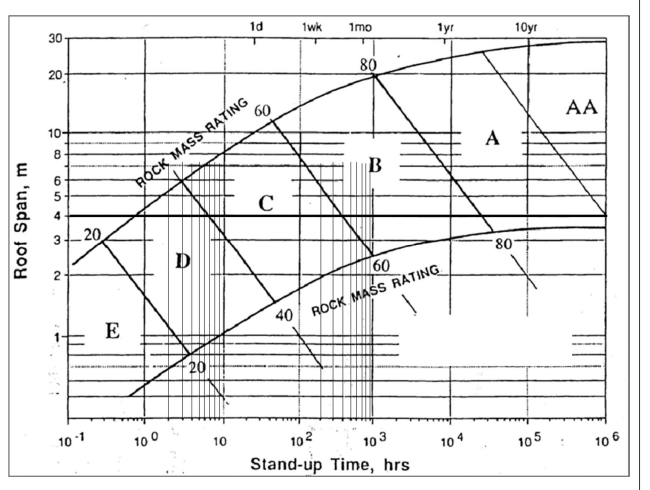 1d 1wk 1mo 1yr 10yr
30
20
10
8
6
5
4
3
2
1
Roof Span, m
ROCK MASS RATING
20
60
80
AA
A
B
C
D
E
20
40
60
80
ROCK MASS RATING
10-1 10 0 10 10 2 10 3 10 4 10 5 10 6
Stand-up Time, hrs